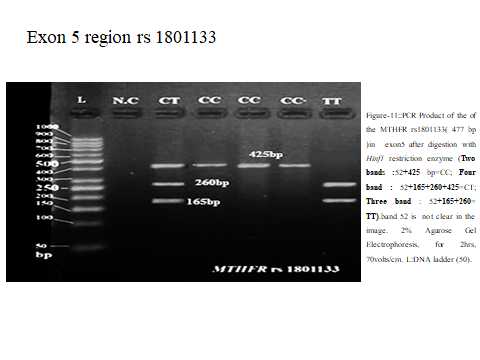 Exon 5 region rs 1801133
L N.C CT CC CC CC- TT
1000
900
800
700
600
500
400
300
250
200
150
100
50
bp
425bp
260bp
165bp
MTHFR rs 1801133
Figure-11:PCR Product of the of
the MTHFR rs1801133( 477 bp
)in exon5 after digestion with
Hinfl restriction enzyme (Two
bands :52+425 bp=CC; Four
band : 52+165+260+425=CT;
Three band : 52+165+260=
TT).band 52 is not clear in the
image. 2% Agarose Gel
Electrophoresis, for 2hrs,
70volts/cm. L:DNA ladder (50).